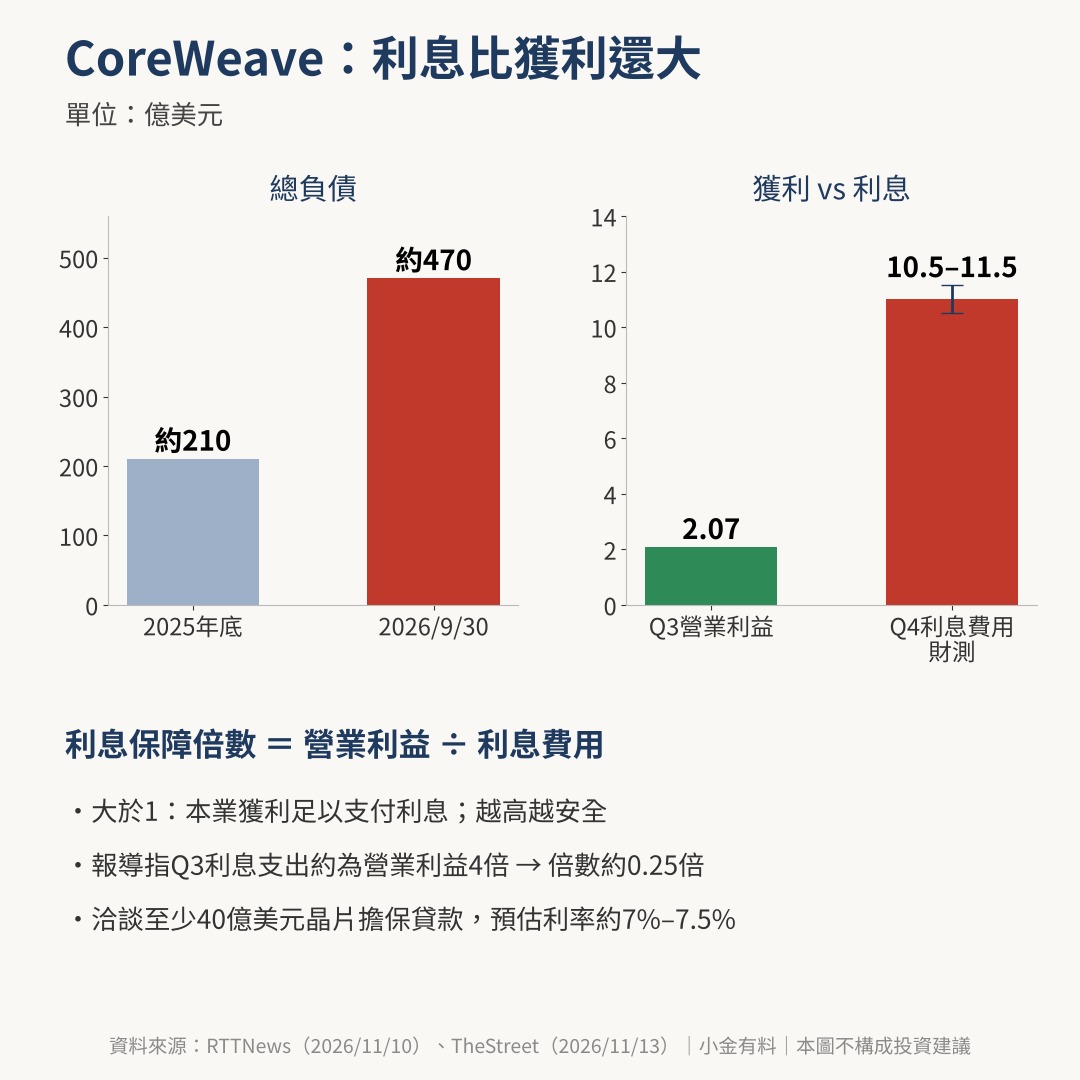 CoreWeave：利息比獲利還大
單位：億美元
總負債
500
400
300
200
100
0
約210
約470
2025年底
2026/9/30
獲利 vs 利息
14
12
10
8
6
4
2
0
2.07
10.5–11.5
Q3營業利益
Q4利息費用
財測
利息保障倍數 ＝ 營業利益 ÷ 利息費用
・大於1：本業獲利足以支付利息；越高越安全
・報導指Q3利息支出約為營業利益4倍 → 倍數約0.25倍
・洽談至少40億美元晶片擔保貸款，預估利率約7%–7.5%
資料來源：RTTNews（2026/11/10）、TheStreet（2026/11/13）｜小金有料｜本圖不構成投資建議